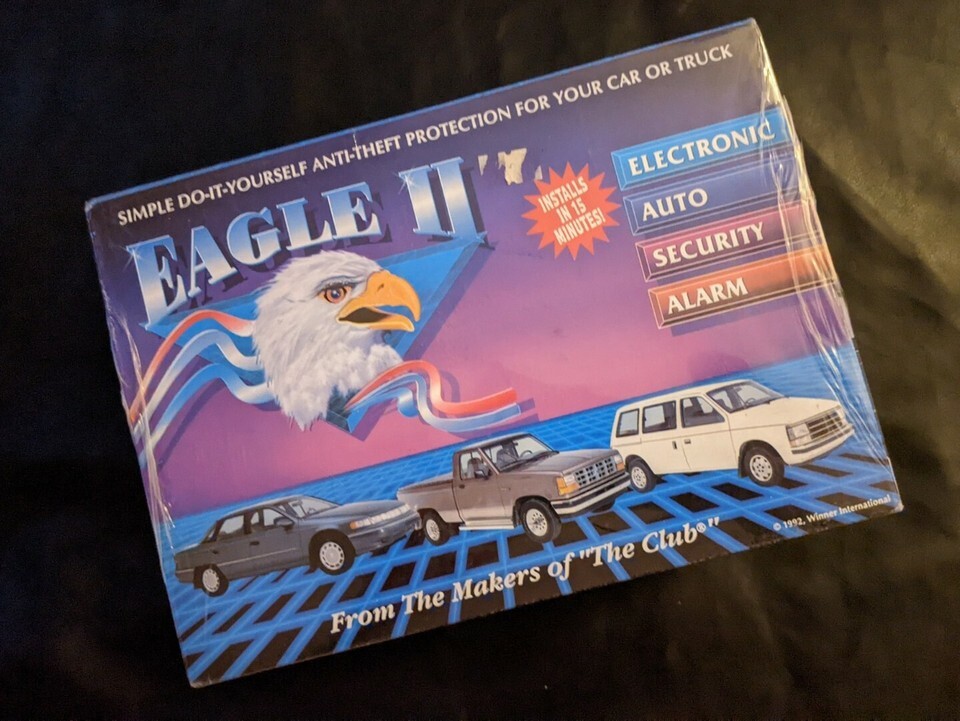 SIMPLE DO-IT-YOURSELF ANTI-THEFT PROTECTION FOR YOUR CAR OR TRUCK
EAGLE II
INSTALLS
IN 15
MINUTES!
ELECTRONIC
AUTO
SECURITY
ALARM
From The Makers of "The Club®"
© 1992, Winner International